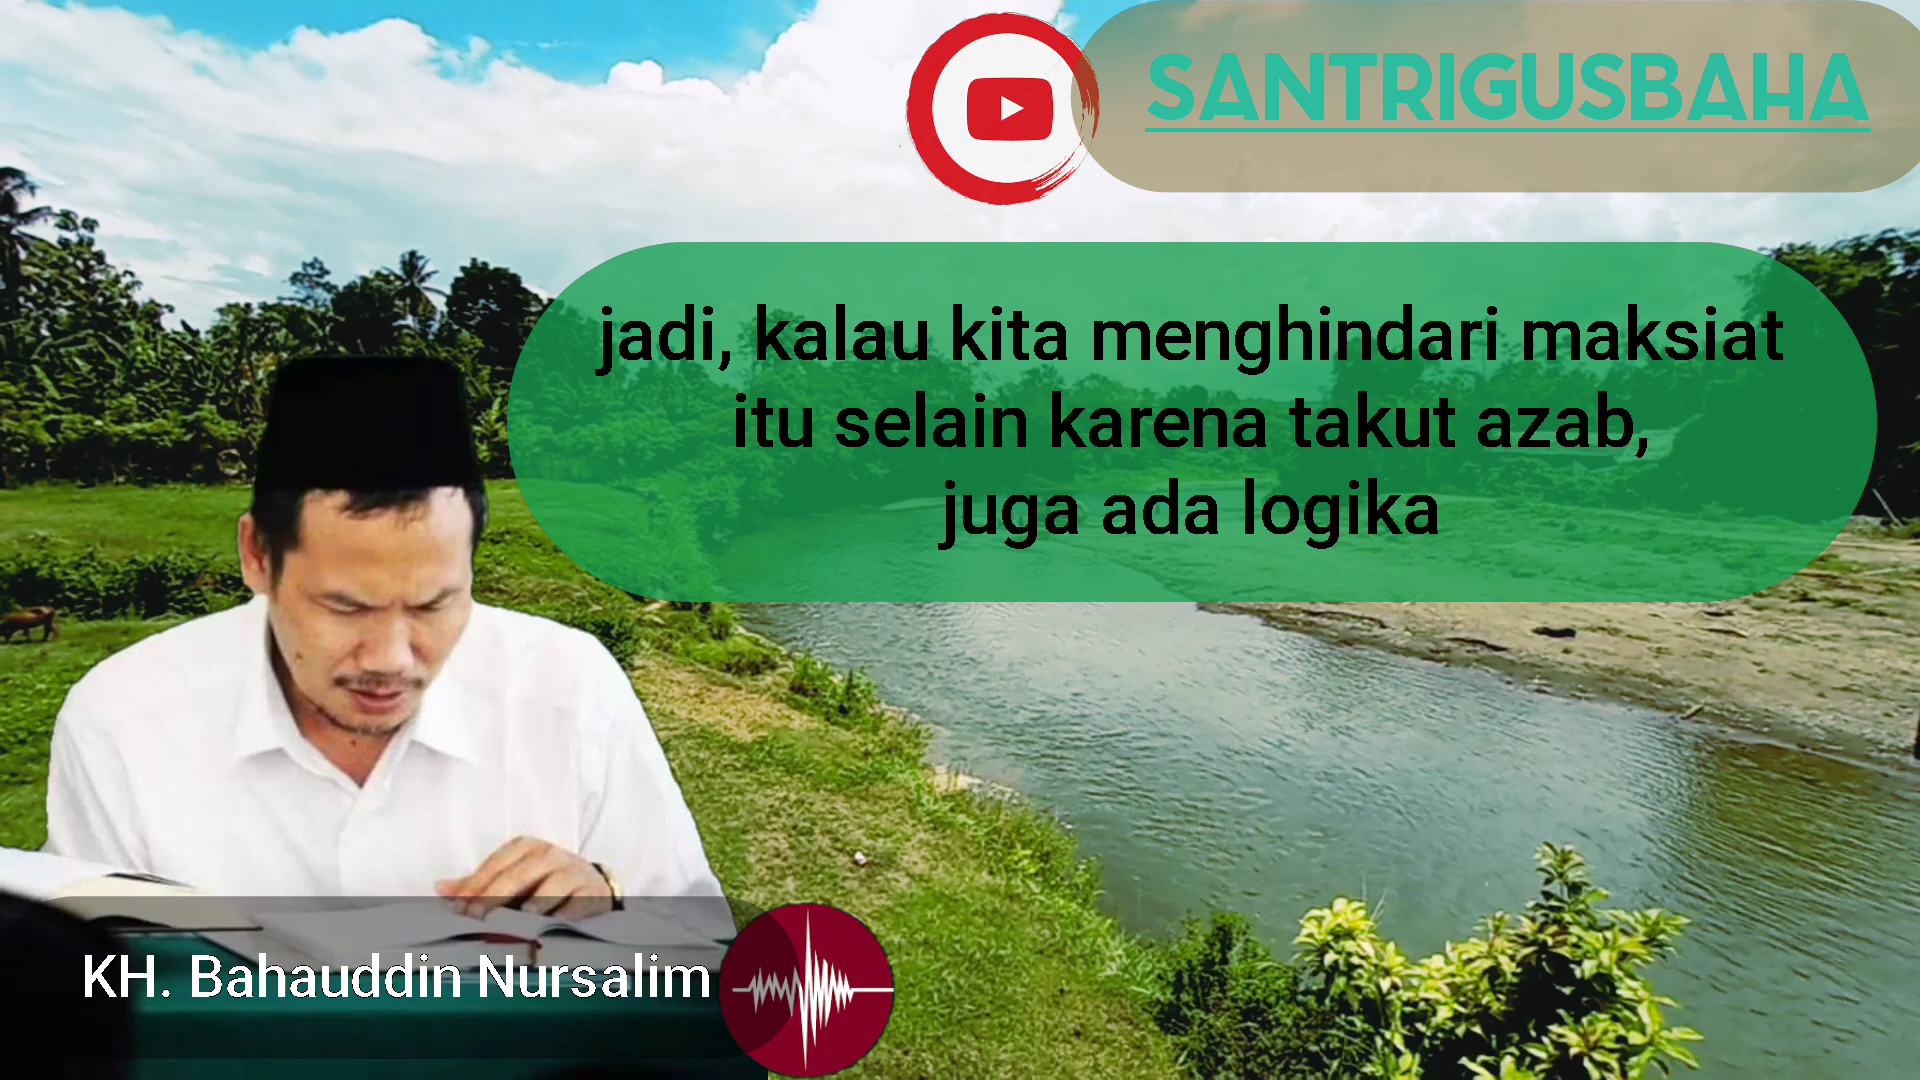 SANTRIGUSBAHA
jadi, kalau kita menghindari maksiat
itu selain karena takut azab,
juga ada logika
KH. Bahauddin Nursalim